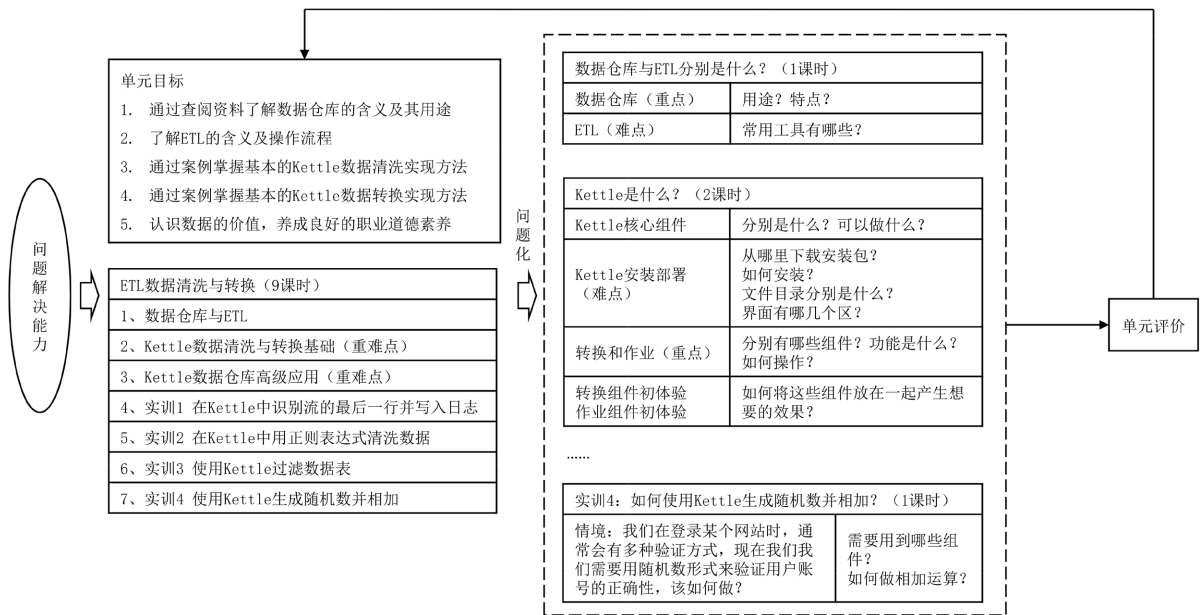 问题解决能力
单元目标
1. 通过查阅资料了解数据仓库的含义及其用途
2. 了解ETL的含义及操作流程
3. 通过案例掌握基本的Kettle数据清洗实现方法
4. 通过案例掌握基本的Kettle数据转换实现方法
5. 认识数据的价值，养成良好的职业道德素养
ETL数据清洗与转换（9课时）
1、数据仓库与ETL
2、Kettle数据清洗与转换基础（重难点）
3、Kettle数据仓库高级应用（重难点）
4、实训1 在Kettle中识别流的最后一行并写入日志
5、实训2 在Kettle中用正则表达式清洗数据
6、实训3 使用Kettle过滤数据表
7、实训4 使用Kettle生成随机数并相加
问题化
数据仓库与ETL分别是什么？（1课时）
数据仓库（重点）
用途？特点？
ETL（难点）
常用工具有哪些？
Kettle是什么？（2课时）
Kettle核心组件
分别是什么？可以做什么？
Kettle安装部署
（难点）
从哪里下载安装包？
如何安装？
文件目录分别是什么？
界面有哪几个区？
转换和作业（重点）
分别有哪些组件？功能是什么？
如何操作？
转换组件初体验
作业组件初体验
如何将这些组件放在一起产生想
要的效果？
……
实训4：如何使用Kettle生成随机数并相加？（1课时）
情境：我们在登录某个网站时，通
常会有多种验证方式，现在我们我
们需要用随机数形式来验证用户账
号的正确性，该如何做？
需要用到哪些组
件？
如何做相加运算？
单元评价